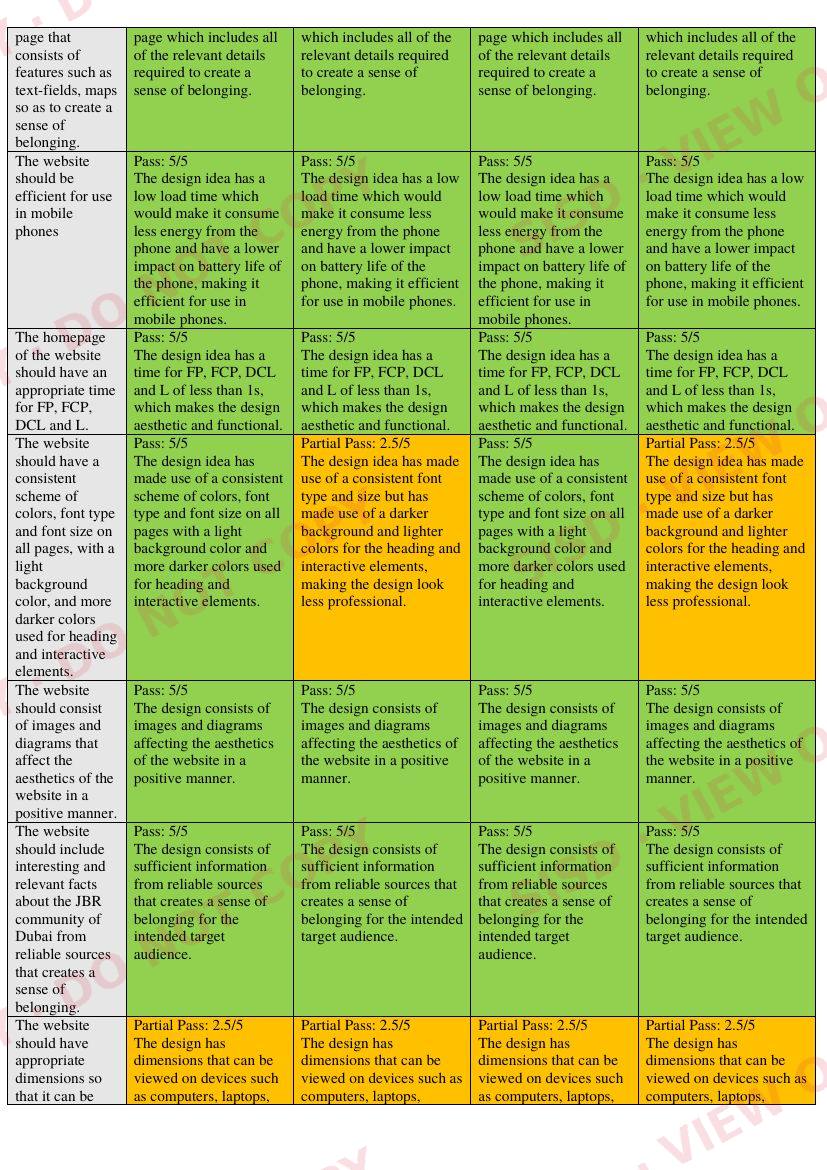 page that
consists of
features such as
text-fields, maps
so as to create a
sense of
belonging.
page which includes all
of the relevant details
required to create a
sense of belonging.
which includes all of the
relevant details required
to create a sense of
belonging.
page which includes all
of the relevant details
required to create a
sense of belonging.
which includes all of the
relevant details required
to create a sense of
belonging.
The website
should be
efficient for use
in mobile
phones
Pass: 5/5
The design idea has a
low load time which
would make it consume
less energy from the
phone and have a lower
impact on battery life of
the phone, making it
efficient for use in
mobile phones.
Pass: 5/5
The design idea has a low
load time which would
make it consume less
energy from the phone
and have a lower impact
on battery life of the
phone, making it efficient
for use in mobile phones.
Pass: 5/5
The design idea has a
low load time which
would make it consume
less energy from the
phone and have a lower
impact on battery life of
the phone, making it
efficient for use in
mobile phones.
Pass: 5/5
The design idea has a low
load time which would
make it consume less
energy from the phone
and have a lower impact
on battery life of the
phone, making it efficient
for use in mobile phones.
The homepage
of the website
should have an
appropriate time
for FP, FCP,
DCL and L.
Pass: 5/5
The design idea has a
time for FP, FCP, DCL
and L of less than 1s,
which makes the design
aesthetic and functional.
Pass: 5/5
The design idea has a
time for FP, FCP, DCL
and L of less than 1s,
which makes the design
aesthetic and functional.
Pass: 5/5
The design idea has a
time for FP, FCP, DCL
and L of less than 1s,
which makes the design
aesthetic and functional.
Pass: 5/5
The design idea has a
time for FP, FCP, DCL
and L of less than 1s,
which makes the design
aesthetic and functional.
The website
should have a
consistent
scheme of
colors, font type
and font size on
all pages, with a
light
background
color, and more
darker colors
used for heading
and interactive
elements.
Pass: 5/5
The design idea has
made use of a consistent
scheme of colors, font
type and font size on all
pages with a light
background color and
more darker colors used
for heading and
interactive elements.
Partial Pass: 2.5/5
The design idea has made
use of a consistent font
type and size but has
made use of a darker
background and lighter
colors for the heading and
interactive elements,
making the design look
less professional.
Pass: 5/5
The design idea has
made use of a consistent
scheme of colors, font
type and font size on all
pages with a light
background color and
more darker colors used
for heading and
interactive elements.
Partial Pass: 2.5/5
The design idea has made
use of a consistent font
type and size but has
made use of a darker
background and lighter
colors for the heading and
interactive elements,
making the design look
less professional.
The website
should consist
of images and
diagrams that
affect the
aesthetics of the
website in a
positive manner.
Pass: 5/5
The design consists of
images and diagrams
affecting the aesthetics
of the website in a
positive manner.
Pass: 5/5
The design consists of
images and diagrams
affecting the aesthetics of
the website in a positive
manner.
Pass: 5/5
The design consists of
images and diagrams
affecting the aesthetics
of the website in a
positive manner.
Pass: 5/5
The design consists of
images and diagrams
affecting the aesthetics of
the website in a positive
manner.
The website
should include
interesting and
relevant facts
about the JBR
community of
Dubai from
reliable sources
that creates a
sense of
belonging.
Pass: 5/5
The design consists of
sufficient information
from reliable sources
that creates a sense of
belonging for the
intended target
audience.
Pass: 5/5
The design consists of
sufficient information
from reliable sources that
creates a sense of
belonging for the intended
target audience.
Pass: 5/5
The design consists of
sufficient information
from reliable sources
that creates a sense of
belonging for the
intended target
audience.
Pass: 5/5
The design consists of
sufficient information
from reliable sources that
creates a sense of
belonging for the intended
target audience.
The website
should have
appropriate
dimensions so
that it can be
Partial Pass: 2.5/5
The design has
dimensions that can be
viewed on devices such
as computers, laptops,
Partial Pass: 2.5/5
The design has
dimensions that can be
viewed on devices such as
computers, laptops,
Partial Pass: 2.5/5
The design has
dimensions that can be
viewed on devices such
as computers, laptops,
Partial Pass: 2.5/5
The design has
dimensions that can be
viewed on devices such as
computers, laptops,